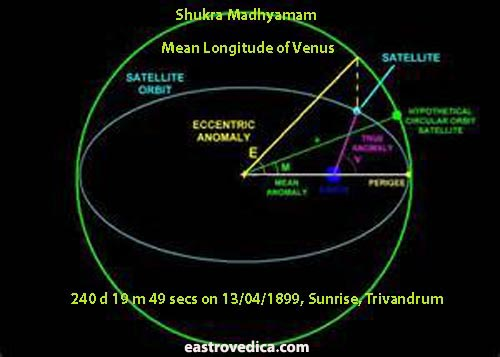 Shukra Madhyamam
Mean Longitude of Venus
SATELLITE
SATELLITE
ORBIT
HYPOTHETICAL
CIRCULAR ORBIT
SATELLITE
ECCENTRIC
ANOMALY
TRUE
ANOMALY
E
M
V
MEAN
ANOMALY
PERIGEE
240 d 19 m 49 secs on 13/04/1899, Sunrise, Trivandrum
eastrovedica.com